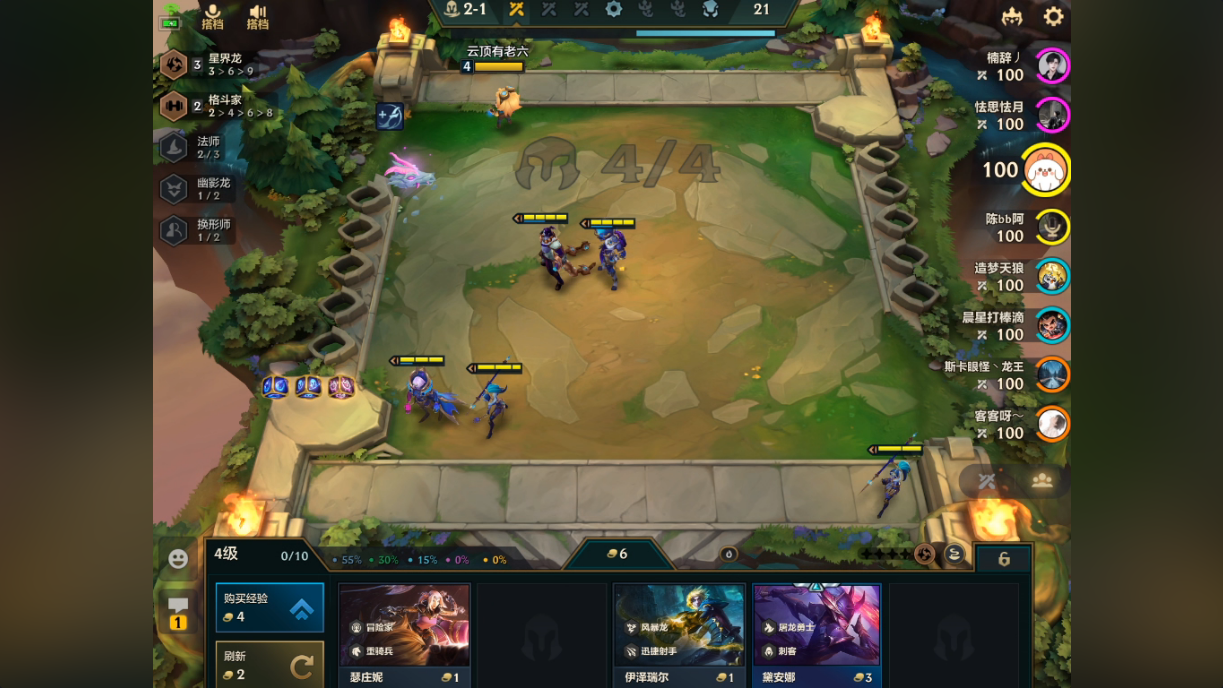 搭档
搭档
2-1
21
3
星界龙
3 > 6 > 9
2
格斗家
2 > 4 > 6 > 8
法师
2 / 3
幽影龙
1 / 2
换形师
1 / 2
云顶有老六
4
4/4
楠辞丿
100
怯思怯月
100
100
陈bb阿
100
造梦天狼
100
晨星打棒滴
100
斯卡眼怪丶龙王
100
客客呀～
100
4级
0/10
55%
30%
15%
0%
0%
6
0
购买经验
4
刷新
2
1
冒险家
重骑兵
瑟庄妮
1
风暴龙
迅捷射手
伊泽瑞尔
1
屠龙勇士
刺客
黛安娜
3